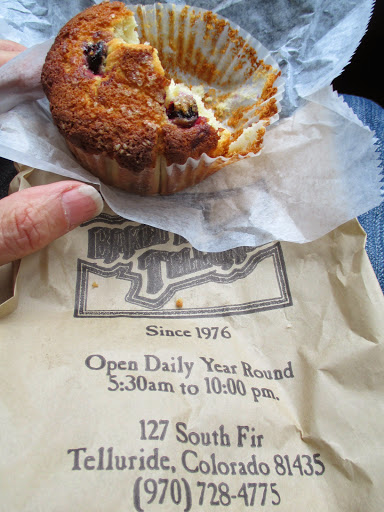 Since 1976
Open Daily Year Round
5:30am to 10:00 pm.
127 South Fir
Telluride, Colorado 81435
(970) 728-4775